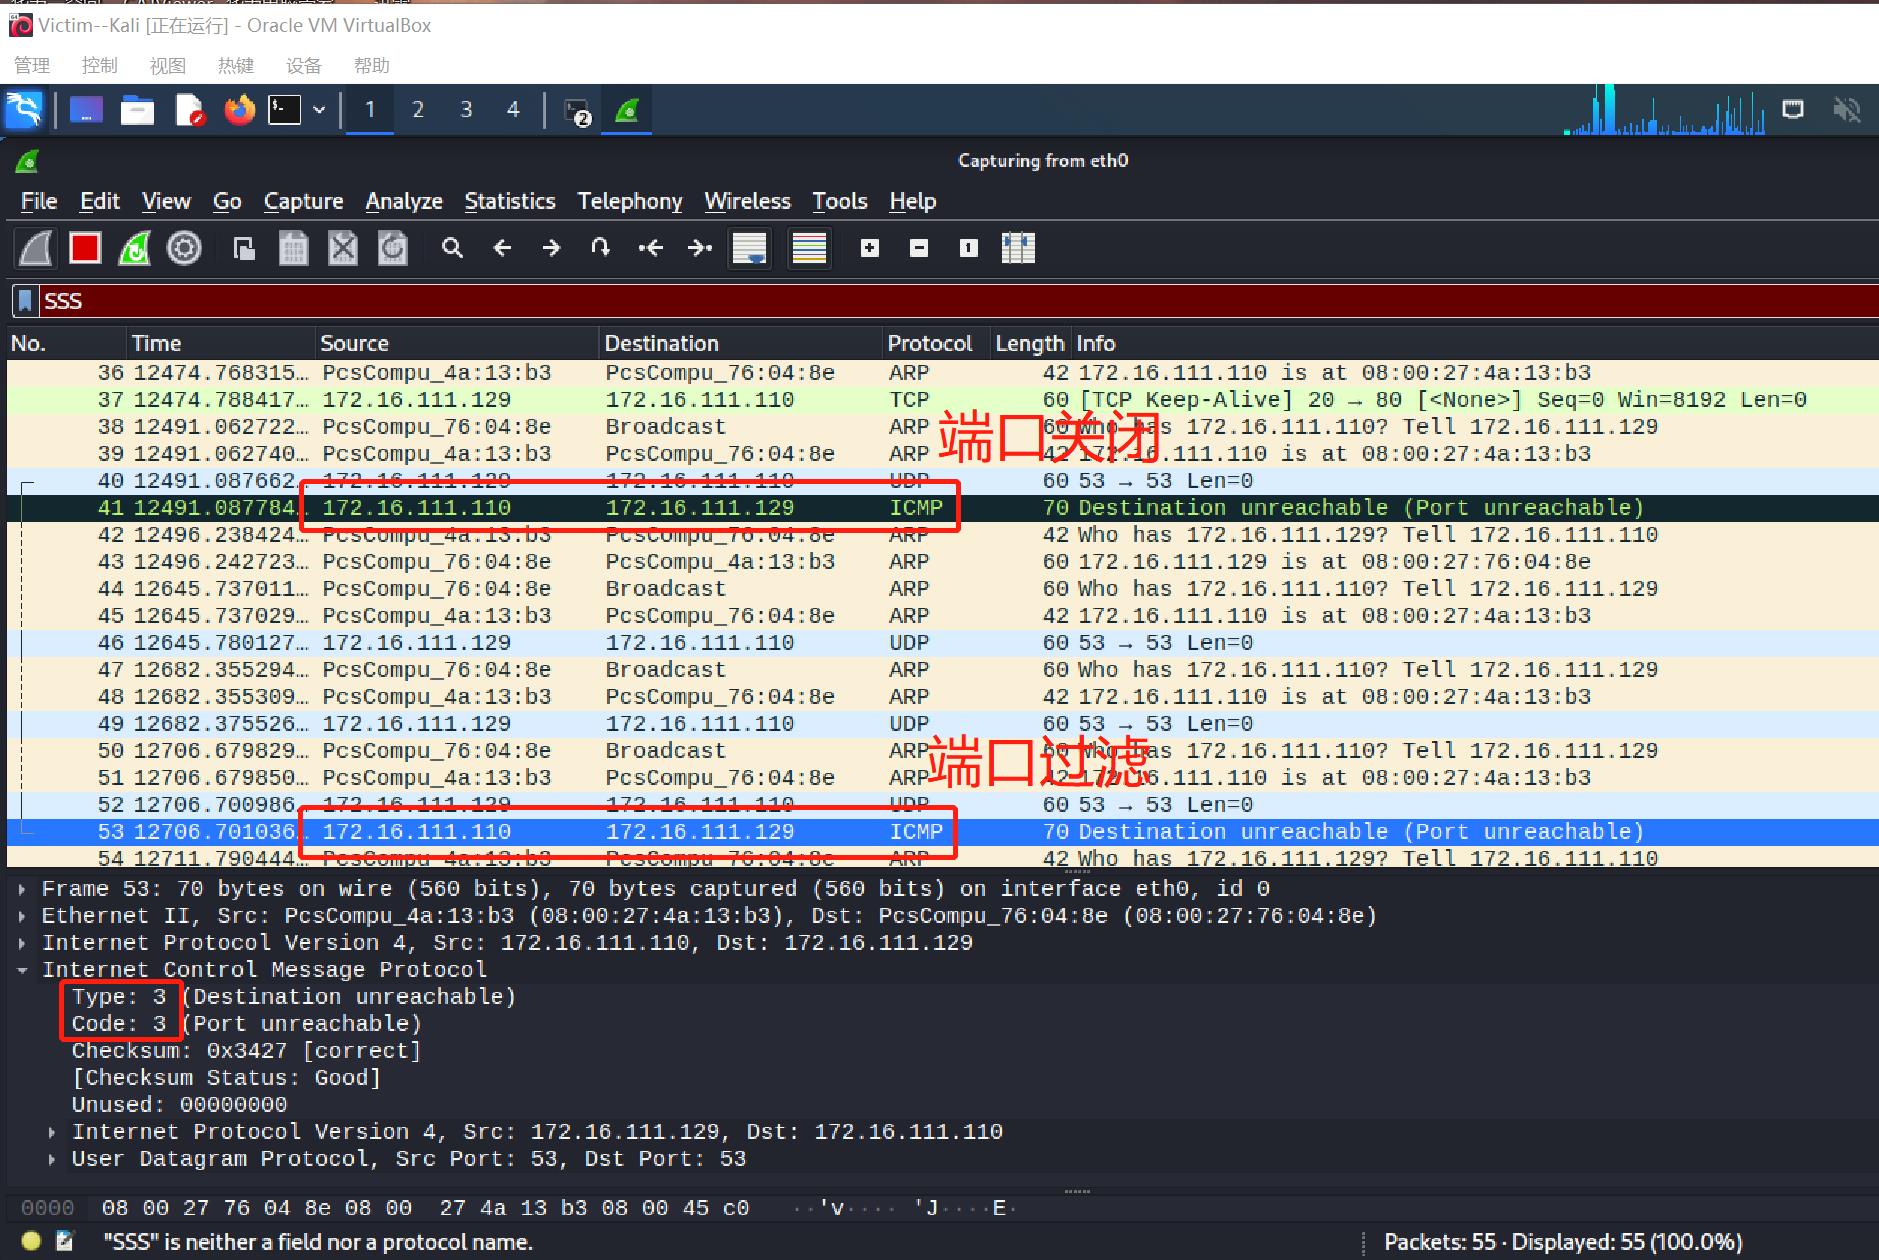 Victim--Kali [正在运行] - Oracle VM VirtualBox
管理 控制 视图 热键 设备 帮助
1 2 3 4 2
Capturing from eth0
File Edit View Go Capture Analyze Statistics Telephony Wireless Tools Help
SSS
No. Time Source Destination Protocol Length Info
36 12474.768315… PcsCompu_4a:13:b3 PcsCompu_76:04:8e ARP 42 172.16.111.110 is at 08:00:27:4a:13:b3
37 12474.788417… 172.16.111.129 172.16.111.110 TCP 60 [TCP Keep-Alive] 20 → 80 [<None>] Seq=0 Win=8192 Len=0
端口关闭
38 12491.062722… PcsCompu_76:04:8e Broadcast ARP 60 Who has 172.16.111.110? Tell 172.16.111.129
39 12491.062740… PcsCompu_4a:13:b3 PcsCompu_76:04:8e ARP 42 172.16.111.110 is at 08:00:27:4a:13:b3
40 12491.087662… 172.16.111.129 172.16.111.110 UDP 60 53 → 53 Len=0
41 12491.087784… 172.16.111.110 172.16.111.129 ICMP 70 Destination unreachable (Port unreachable)
42 12496.238424… PcsCompu_4a:13:b3 PcsCompu_76:04:8e ARP 42 Who has 172.16.111.129? Tell 172.16.111.110
43 12496.242723… PcsCompu_76:04:8e PcsCompu_4a:13:b3 ARP 60 172.16.111.129 is at 08:00:27:76:04:8e
44 12645.737011… PcsCompu_76:04:8e Broadcast ARP 60 Who has 172.16.111.110? Tell 172.16.111.129
45 12645.737029… PcsCompu_4a:13:b3 PcsCompu_76:04:8e ARP 42 172.16.111.110 is at 08:00:27:4a:13:b3
46 12645.780127… 172.16.111.129 172.16.111.110 UDP 60 53 → 53 Len=0
47 12682.355294… PcsCompu_76:04:8e Broadcast ARP 60 Who has 172.16.111.110? Tell 172.16.111.129
48 12682.355309… PcsCompu_4a:13:b3 PcsCompu_76:04:8e ARP 42 172.16.111.110 is at 08:00:27:4a:13:b3
49 12682.375526… 172.16.111.129 172.16.111.110 UDP 60 53 → 53 Len=0
端口过滤
50 12706.679829… PcsCompu_76:04:8e Broadcast ARP 60 Who has 172.16.111.110? Tell 172.16.111.129
51 12706.679850… PcsCompu_4a:13:b3 PcsCompu_76:04:8e ARP 42 172.16.111.110 is at 08:00:27:4a:13:b3
52 12706.700986… 172.16.111.129 172.16.111.110 UDP 60 53 → 53 Len=0
53 12706.701036… 172.16.111.110 172.16.111.129 ICMP 70 Destination unreachable (Port unreachable)
54 12711.790444… PcsCompu_4a:13:b3 PcsCompu_76:04:8e ARP 42 Who has 172.16.111.129? Tell 172.16.111.110
Frame 53: 70 bytes on wire (560 bits), 70 bytes captured (560 bits) on interface eth0, id 0
Ethernet II, Src: PcsCompu_4a:13:b3 (08:00:27:4a:13:b3), Dst: PcsCompu_76:04:8e (08:00:27:76:04:8e)
Internet Protocol Version 4, Src: 172.16.111.110, Dst: 172.16.111.129
Internet Control Message Protocol
Type: 3 (Destination unreachable)
Code: 3 (Port unreachable)
Checksum: 0x3427 [correct]
[Checksum Status: Good]
Unused: 00000000
Internet Protocol Version 4, Src: 172.16.111.129, Dst: 172.16.111.110
User Datagram Protocol, Src Port: 53, Dst Port: 53
0000 08 00 27 76 04 8e 08 00 27 4a 13 b3 08 00 45 c0 ··'v···· 'J····E·
"SSS" is neither a field nor a protocol name. Packets: 55 · Displayed: 55 (100.0%)